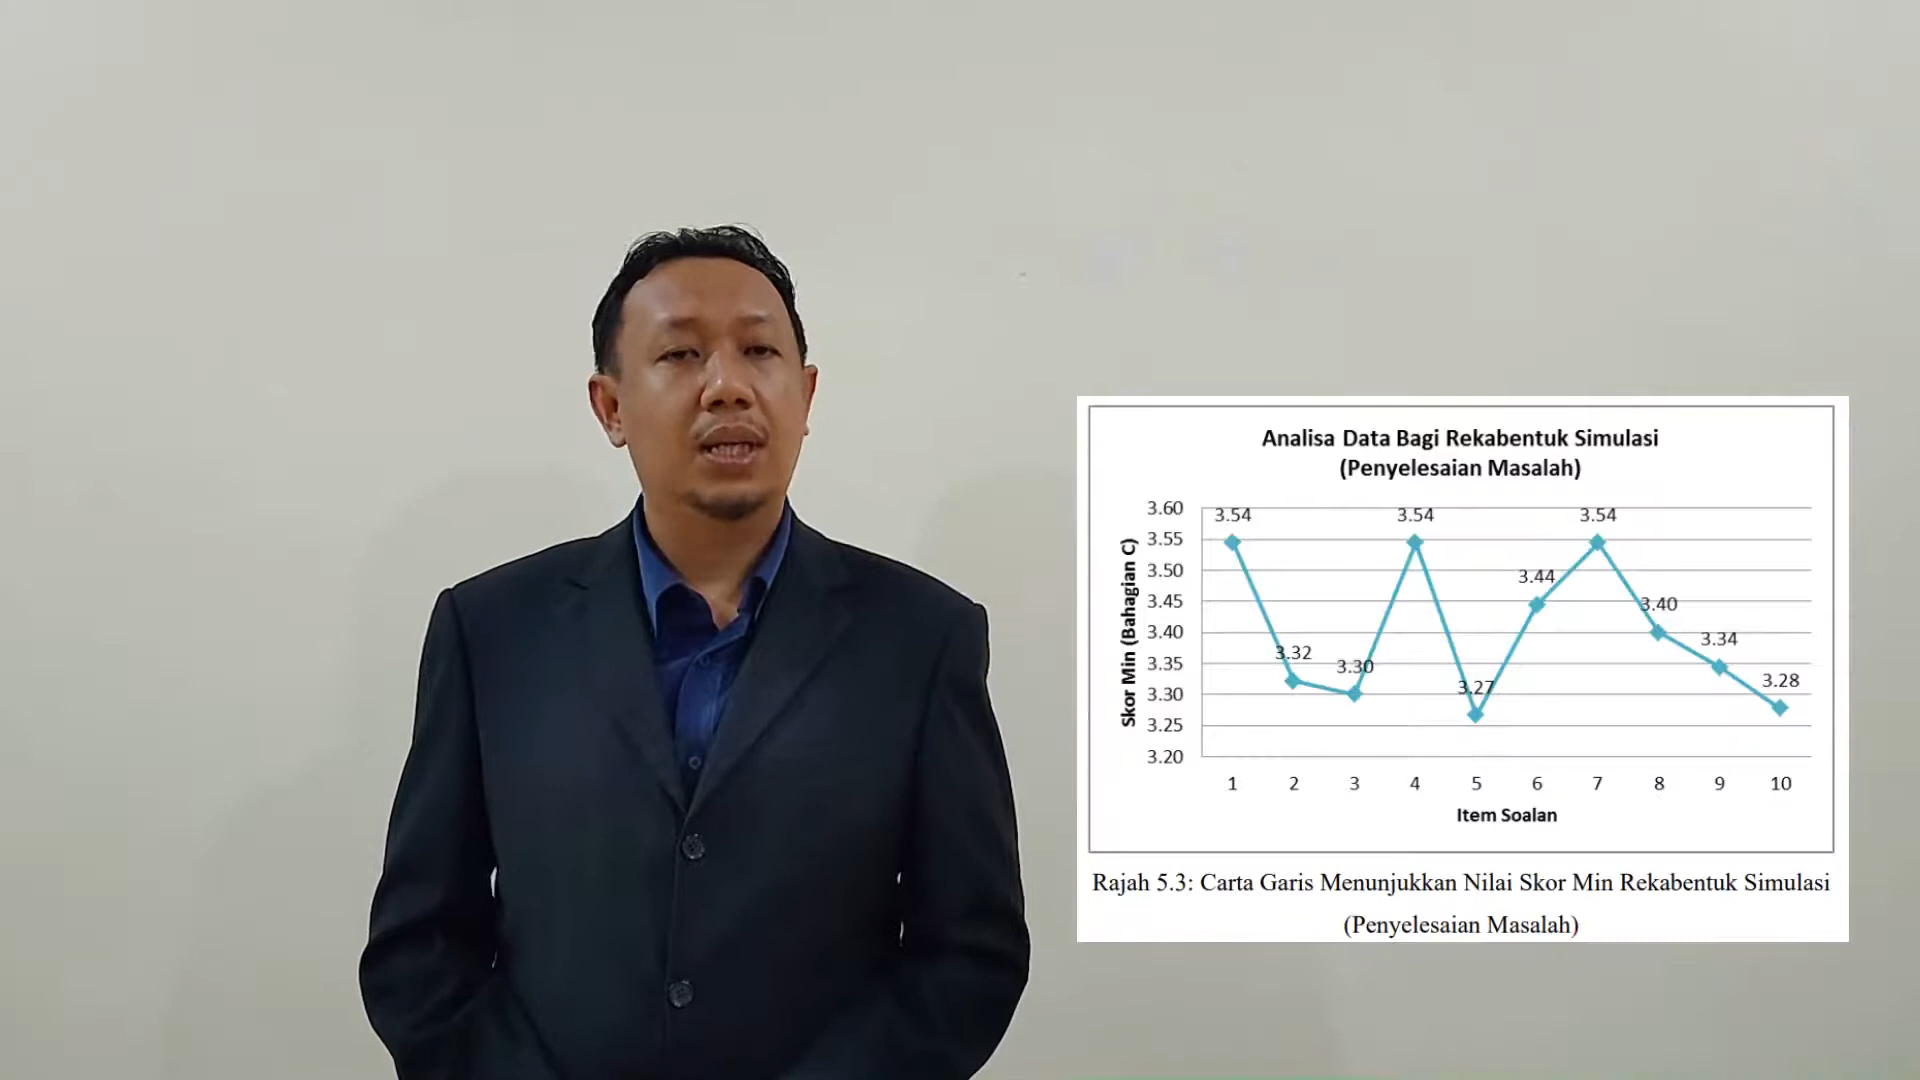 Analisa Data Bagi Rekabentuk Simulasi
(Penyelesaian Masalah)
Skor Min (Bahagian C)
3.60
3.55
3.50
3.45
3.40
3.35
3.30
3.25
3.20
3.54
3.32
3.30
3.54
3.27
3.44
3.54
3.40
3.34
3.28
1 2 3 4 5 6 7 8 9 10
Item Soalan
Rajah 5.3: Carta Garis Menunjukkan Nilai Skor Min Rekabentuk Simulasi
(Penyelesaian Masalah)